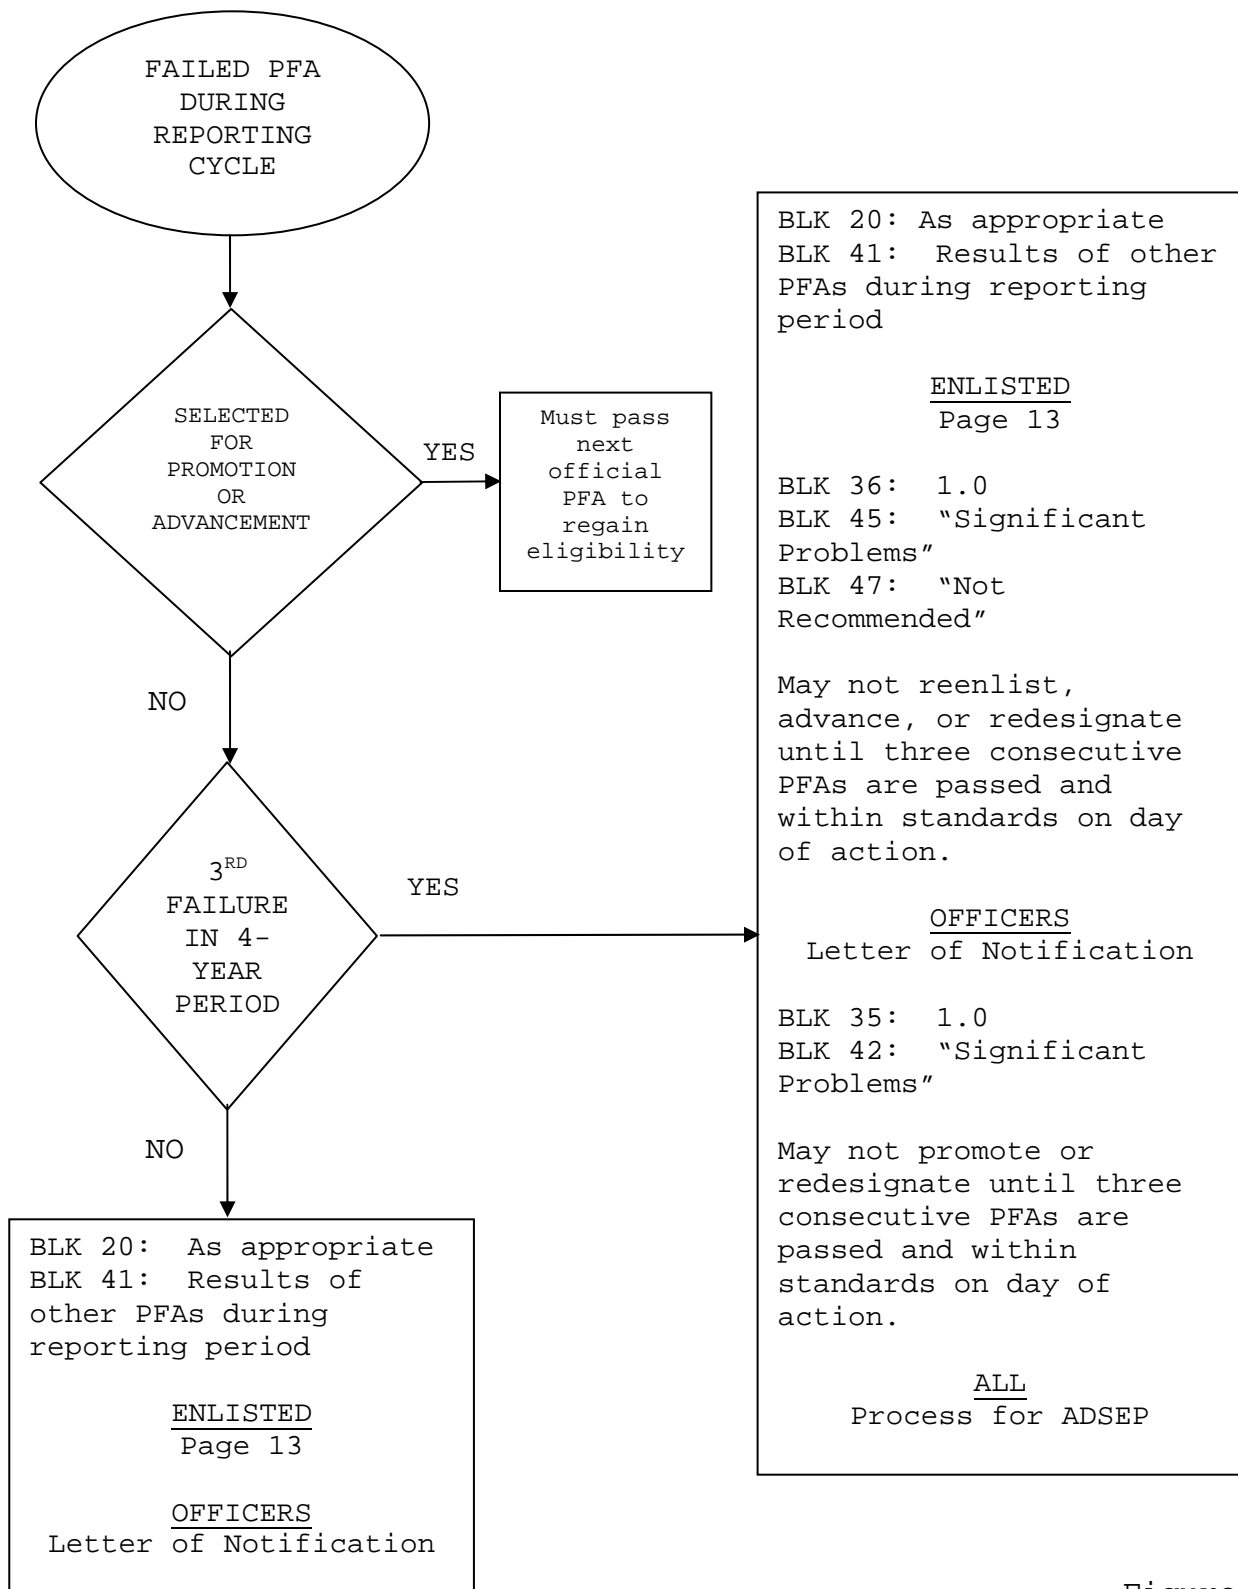 FAILED PFA
DURING
REPORTING
CYCLE
SELECTED
FOR
PROMOTION
OR
ADVANCEMENT
YES
Must pass
next
official
PFA to
regain
eligibility
NO
3RD
FAILURE
IN 4-
YEAR
PERIOD
YES
NO
BLK 20:  As appropriate
BLK 41:  Results of
other PFAs during
reporting period
ENLISTED
Page 13
OFFICERS
Letter of Notification
BLK 20: As appropriate
BLK 41:  Results of other
PFAs during reporting
period
ENLISTED
Page 13
BLK 36:  1.0
BLK 45:  “Significant
Problems”
BLK 47:  “Not
Recommended”
May not reenlist,
advance, or redesignate
until three consecutive
PFAs are passed and
within standards on day
of action.
OFFICERS
Letter of Notification
BLK 35:  1.0
BLK 42:  “Significant
Problems”
May not promote or
redesignate until three
consecutive PFAs are
passed and within
standards on day of
action.
ALL
Process for ADSEP